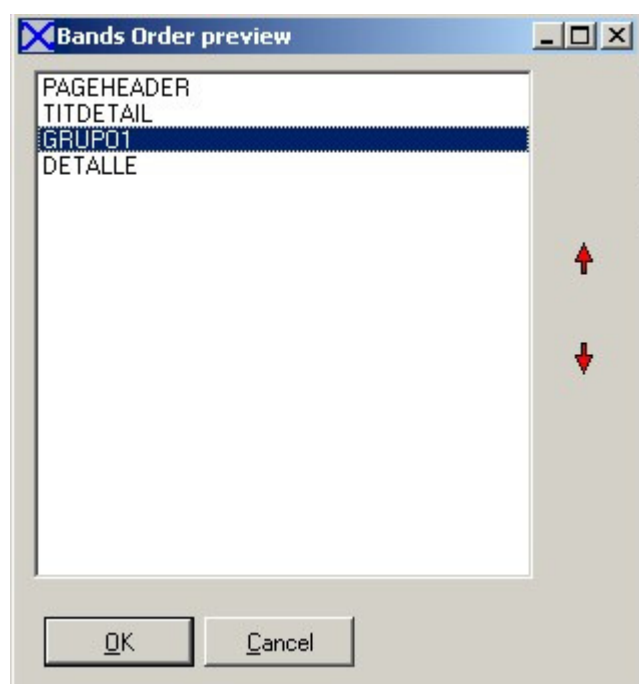 Bands Order preview
PAGEHEADER
TITDETAIL
GRUPO1
DETALLE
OK
Cancel